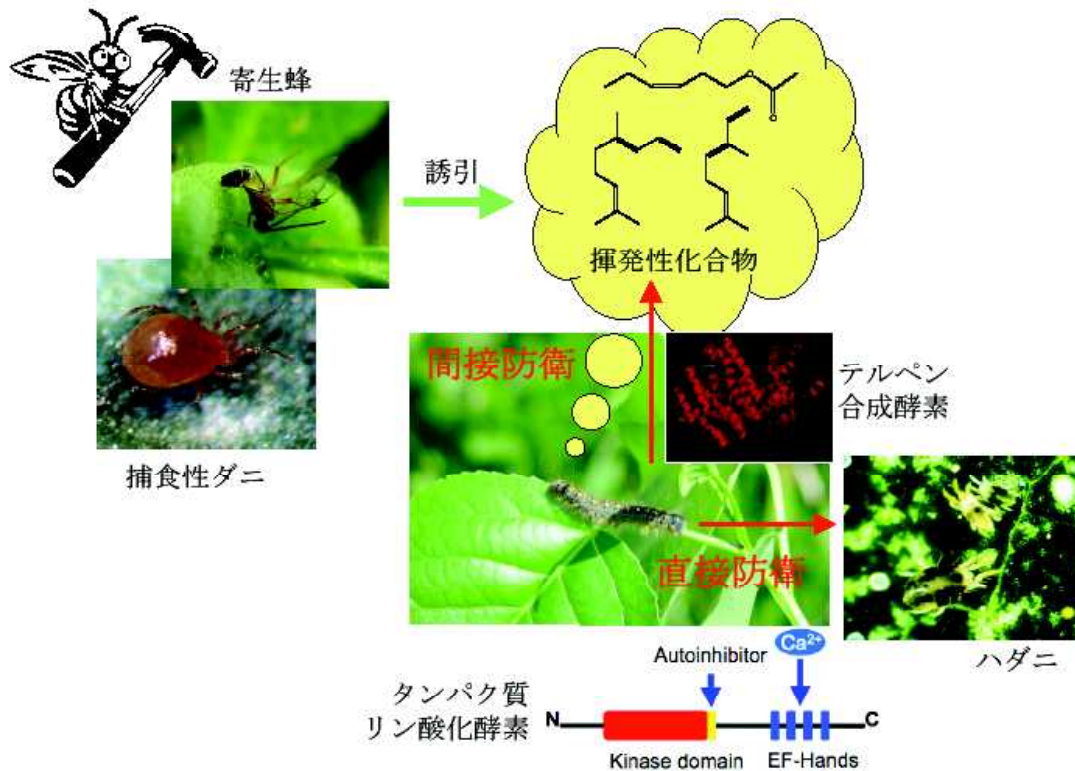 寄生蜂
誘引
揮発性化合物
間接防衛
テルペン
合成酵素
捕食性ダニ
直接防衛
ハダニ
Ca2+
Autoinhibitor
タンパク質
リン酸化酵素
N
C
Kinase domain
EF-Hands